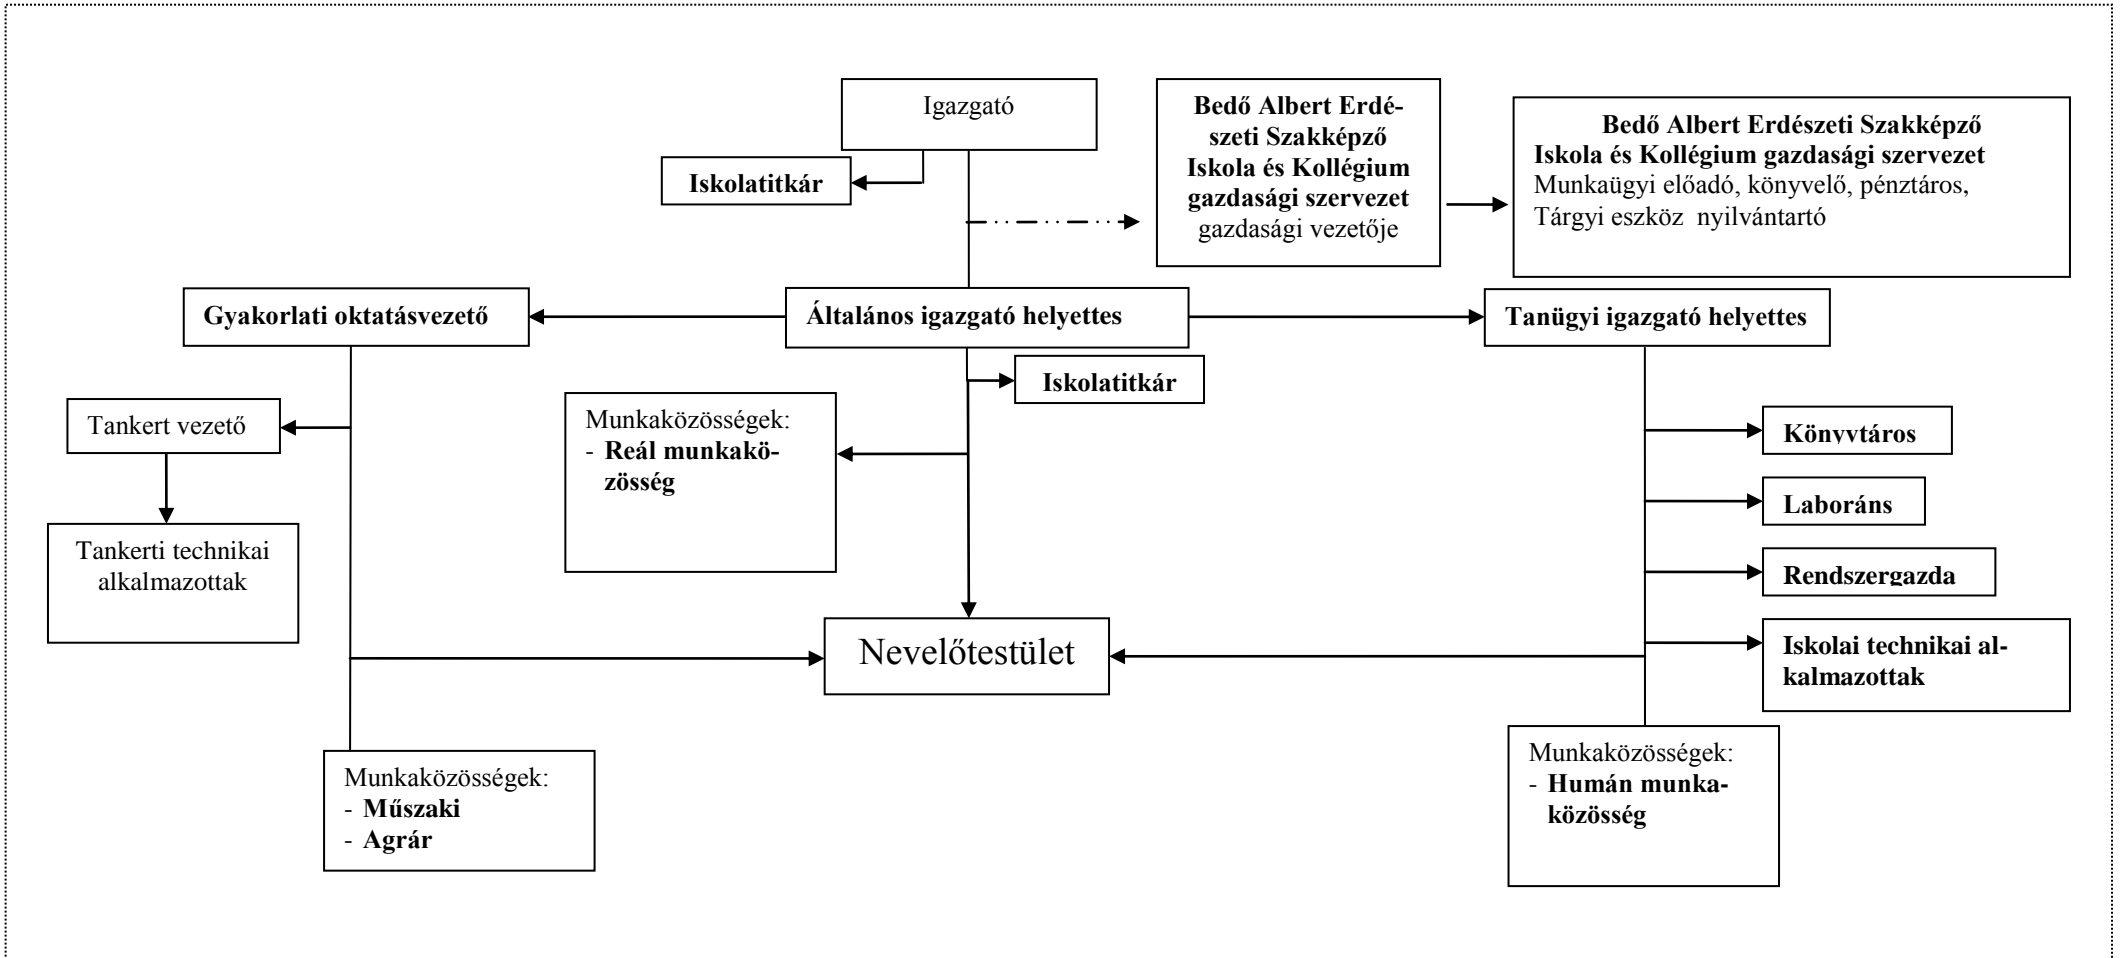 Igazgató
Bedő Albert Erdé-
szeti Szakképző
Iskola és Kollégium
gazdasági szervezet
gazdasági vezetője
Bedő Albert Erdészeti Szakképző
Iskola és Kollégium gazdasági szervezet
Munkaügyi előadó, könyvelő, pénztáros,
Tárgyi eszköz nyilvántartó
Iskolatitkár
Gyakorlati oktatásvezető
Általános igazgató helyettes
Tanügyi igazgató helyettes
Iskolatitkár
Tankert vezető
Munkaközösségek:
- Reál munkakö-
zösség
Könyvtáros
Laboráns
Tankerti technikai
alkalmazottak
Rendszergazda
Nevelőtestület
Iskolai technikai al-
kalmazottak
Munkaközösségek:
- Műszaki
- Agrár
Munkaközösségek:
- Humán munka-
közösség